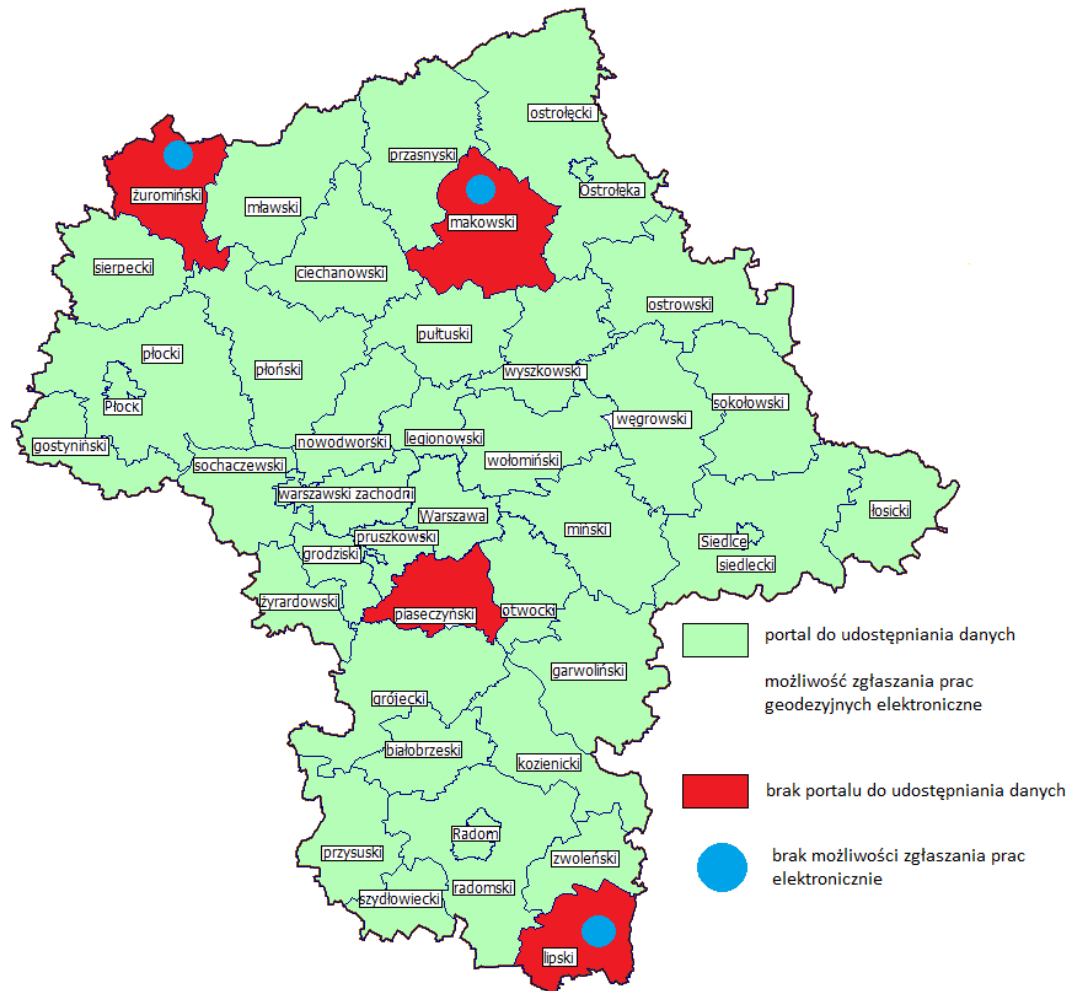 ostrołęcki
przasnyski
Ostrołęka
żuromiński
mławski
makowski
sierpecki
ciechanowski
ostrowski
pułtuski
płocki
płoński
wyszkowski
sokołowski
Płock
węgrowski
gostyniński
nowodworski
legionowski
sochaczewski
wołomiński
warszawski zachodni
łosicki
Warszawa
miński
pruszkowski
Siedlce
grodziski
siedlecki
żyrardowski
piaseczyński
otwocki
garwoliński
grójecki
białobrzeski
kozienicki
Radom
przysuski
zwoleński
radomski
szydłowiecki
lipski
portal do udostępniania danych
możliwość zgłaszania prac
geodezyjnych elektroniczne
brak portalu do udostępniania danych
brak możliwości zgłaszania prac
elektronicznie